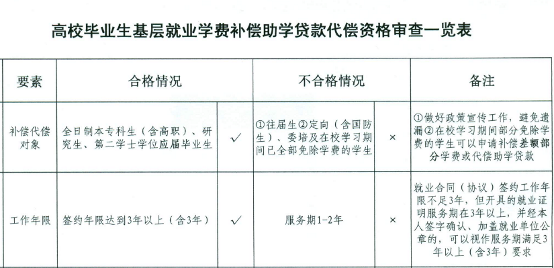 高校毕业生基层就业学费补偿助学贷款代偿资格审查一览表
要素
合格情况
不合格情况
备注
补偿代偿
对象
全日制本专科生（含高职）、研
究生、第二学士学位应届毕业生
✓
①往届生②定向（含国防
生）、委培及在校学习期
间已全部免除学费的学生
×
①做好政策宣传工作，避免遗
漏②在校学习期间部分免除学
费的学生可以申请补偿差额部
分学费或代偿助学贷款
工作年限
签约年限达到3年以上（含3年）
✓
服务期1-2年
×
就业合同（协议）签约工作年
限不足3年，但开具的就业证
明服务期在3年以上，并经本
人签字确认、加盖就业单位公
章的，可以视作服务期满足3
年以上（含3年）要求